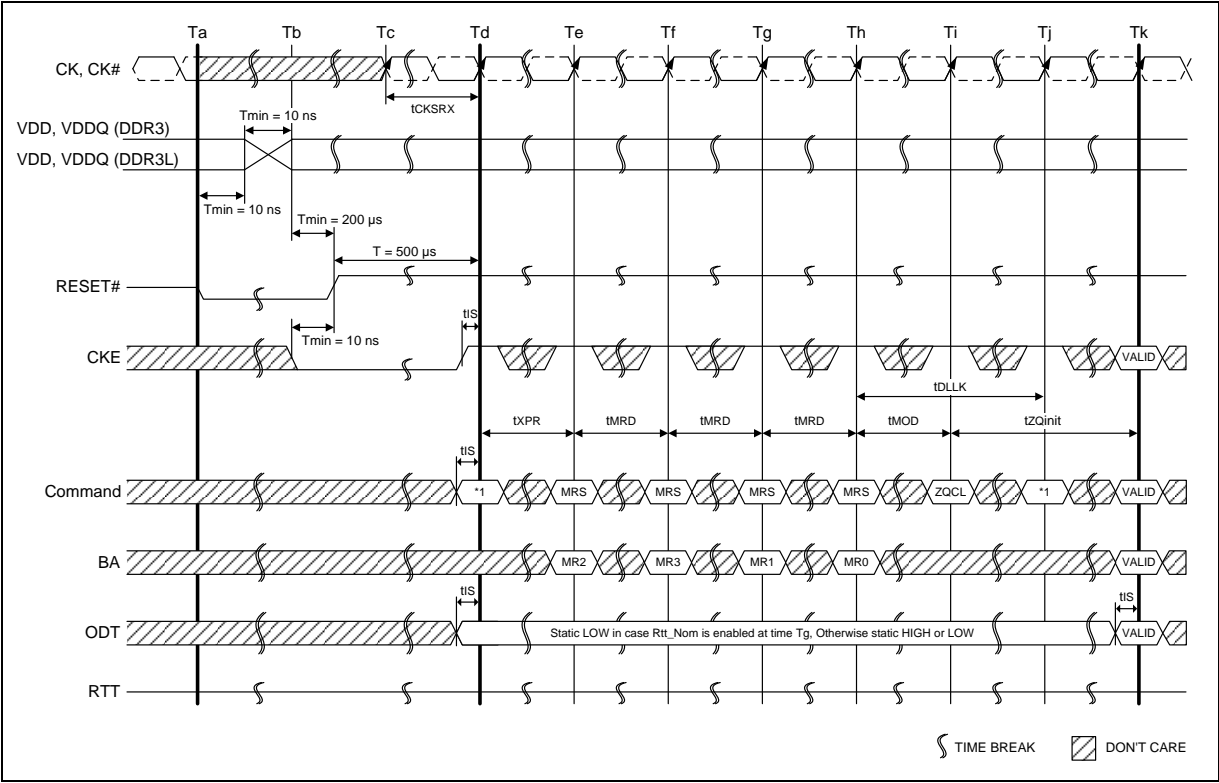 Ta Tb Tc Td Te Tf Tg Th Ti Tj Tk
CK, CK#
tCKSRX
Tmin = 10 ns
VDD, VDDQ (DDR3)
VDD, VDDQ (DDR3L)
Tmin = 10 ns
Tmin = 200 µs
T = 500 µs
RESET#
tIS
Tmin = 10 ns
CKE VALID
tDLLK
tXPR tMRD tMRD tMRD tMOD tZQinit
tIS
Command *1 MRS MRS MRS MRS ZQCL *1 VALID
BA MR2 MR3 MR1 MR0 VALID
tIS tIS
ODT Static LOW in case Rtt_Nom is enabled at time Tg, Otherwise static HIGH or LOW VALID
RTT
TIME BREAK DON'T CARE